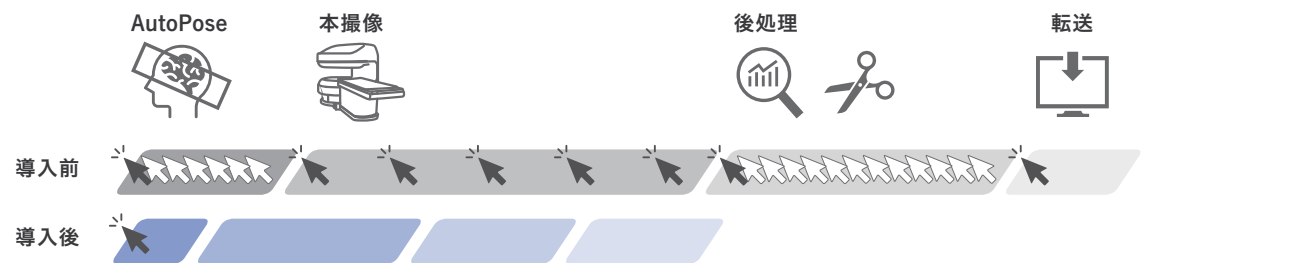 AutoPose
本撮像
後処理
転送
導入前
導入後